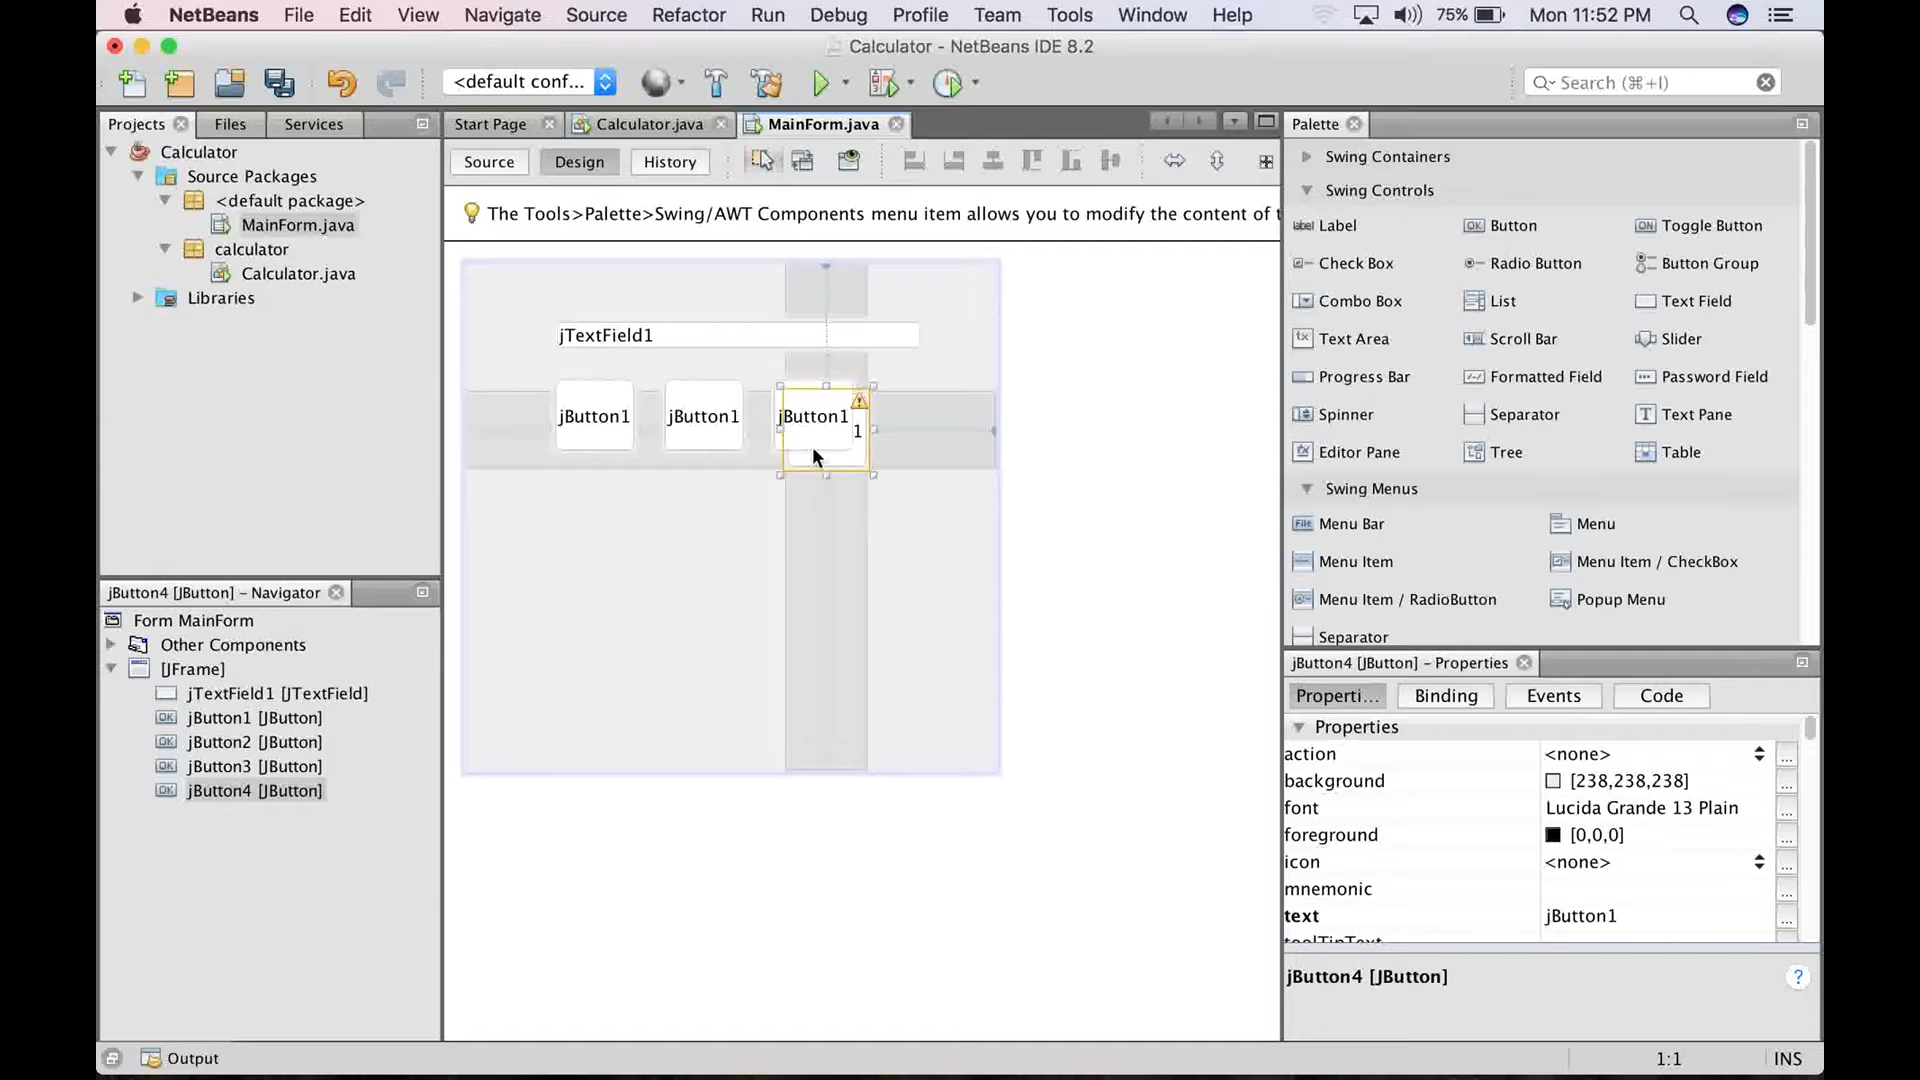 NetBeans File Edit View Navigate Source Refactor Run Debug Profile Team Tools Window Help 75% Mon 11:52 PM
Calculator - NetBeans IDE 8.2
<default conf... Search (⌘+I)
Projects Files Services Start Page Calculator.java MainForm.java Palette
Calculator
Source Packages
<default package>
MainForm.java
calculator
Calculator.java
Libraries
Source Design History
The Tools>Palette>Swing/AWT Components menu item allows you to modify the content of t
jTextField1
jButton1 jButton1 jButton1
1
Swing Containers
Swing Controls
label Label OK Button ON Toggle Button
Check Box Radio Button Button Group
Combo Box List Text Field
Text Area Scroll Bar Slider
Progress Bar Formatted Field Password Field
Spinner Separator Text Pane
Editor Pane Tree Table
Swing Menus
File Menu Bar Menu
Menu Item Menu Item / CheckBox
Menu Item / RadioButton Popup Menu
Separator
jButton4 [JButton] - Navigator
Form MainForm
Other Components
[JFrame]
jTextField1 [JTextField]
OK jButton1 [JButton]
OK jButton2 [JButton]
OK jButton3 [JButton]
OK jButton4 [JButton]
jButton4 [JButton] - Properties
Properti... Binding Events Code
Properties
action <none> ...
background [238,238,238] ...
font Lucida Grande 13 Plain ...
foreground [0,0,0] ...
icon <none> ...
mnemonic ...
text jButton1 ...
toolTipText
jButton4 [JButton] ?
Output 1:1 INS